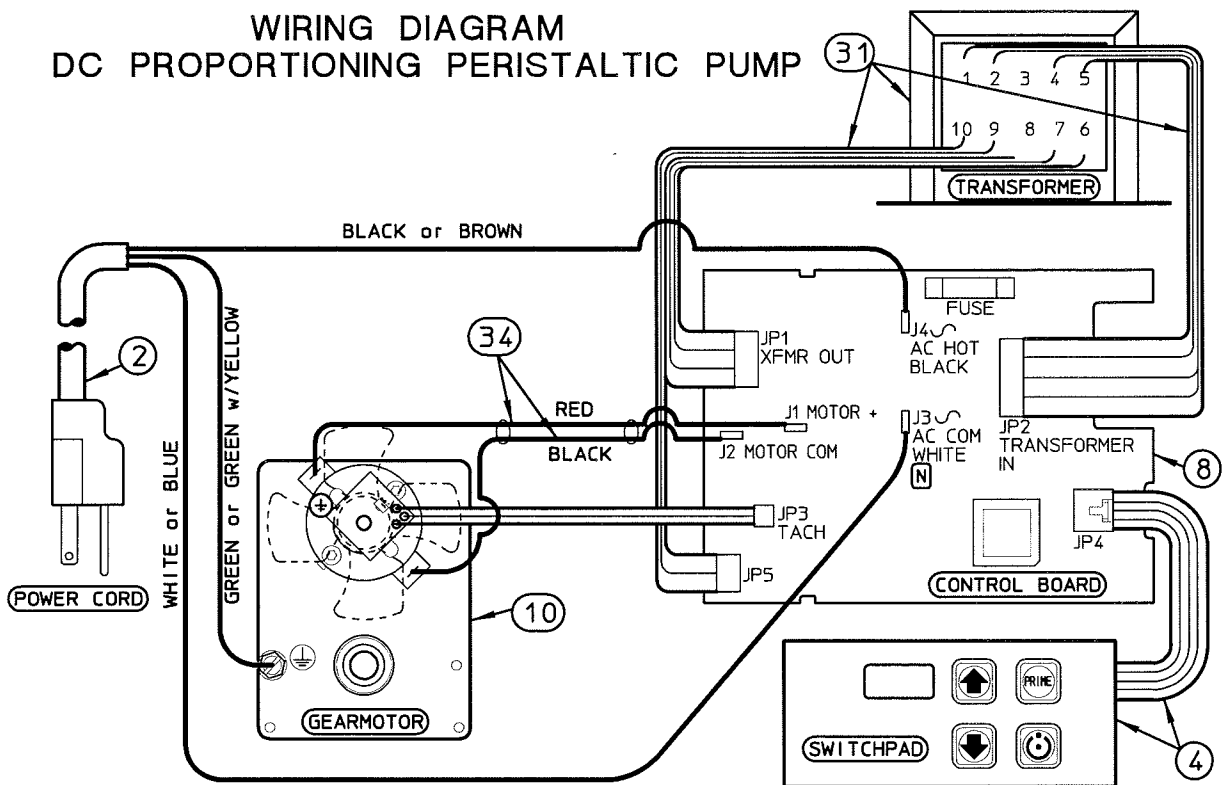 WIRING DIAGRAM
DC PROPORTIONING PERISTALTIC PUMP
31
1 2 3 4 5
10 9 8 7 6
TRANSFORMER
BLACK or BROWN
FUSE
JP1
XFMR OUT
J4
AC HOT
BLACK
2
34
RED
BLACK
J1 MOTOR +
J2 MOTOR COM
J3
AC COM
WHITE
N
JP2
TRANSFORMER
IN
8
WHITE or BLUE
GREEN or GREEN w/YELLOW
JP3
TACH
JP4
JP5
CONTROL BOARD
POWER CORD
10
GEARMOTOR
PRIME
SWITCHPAD
4